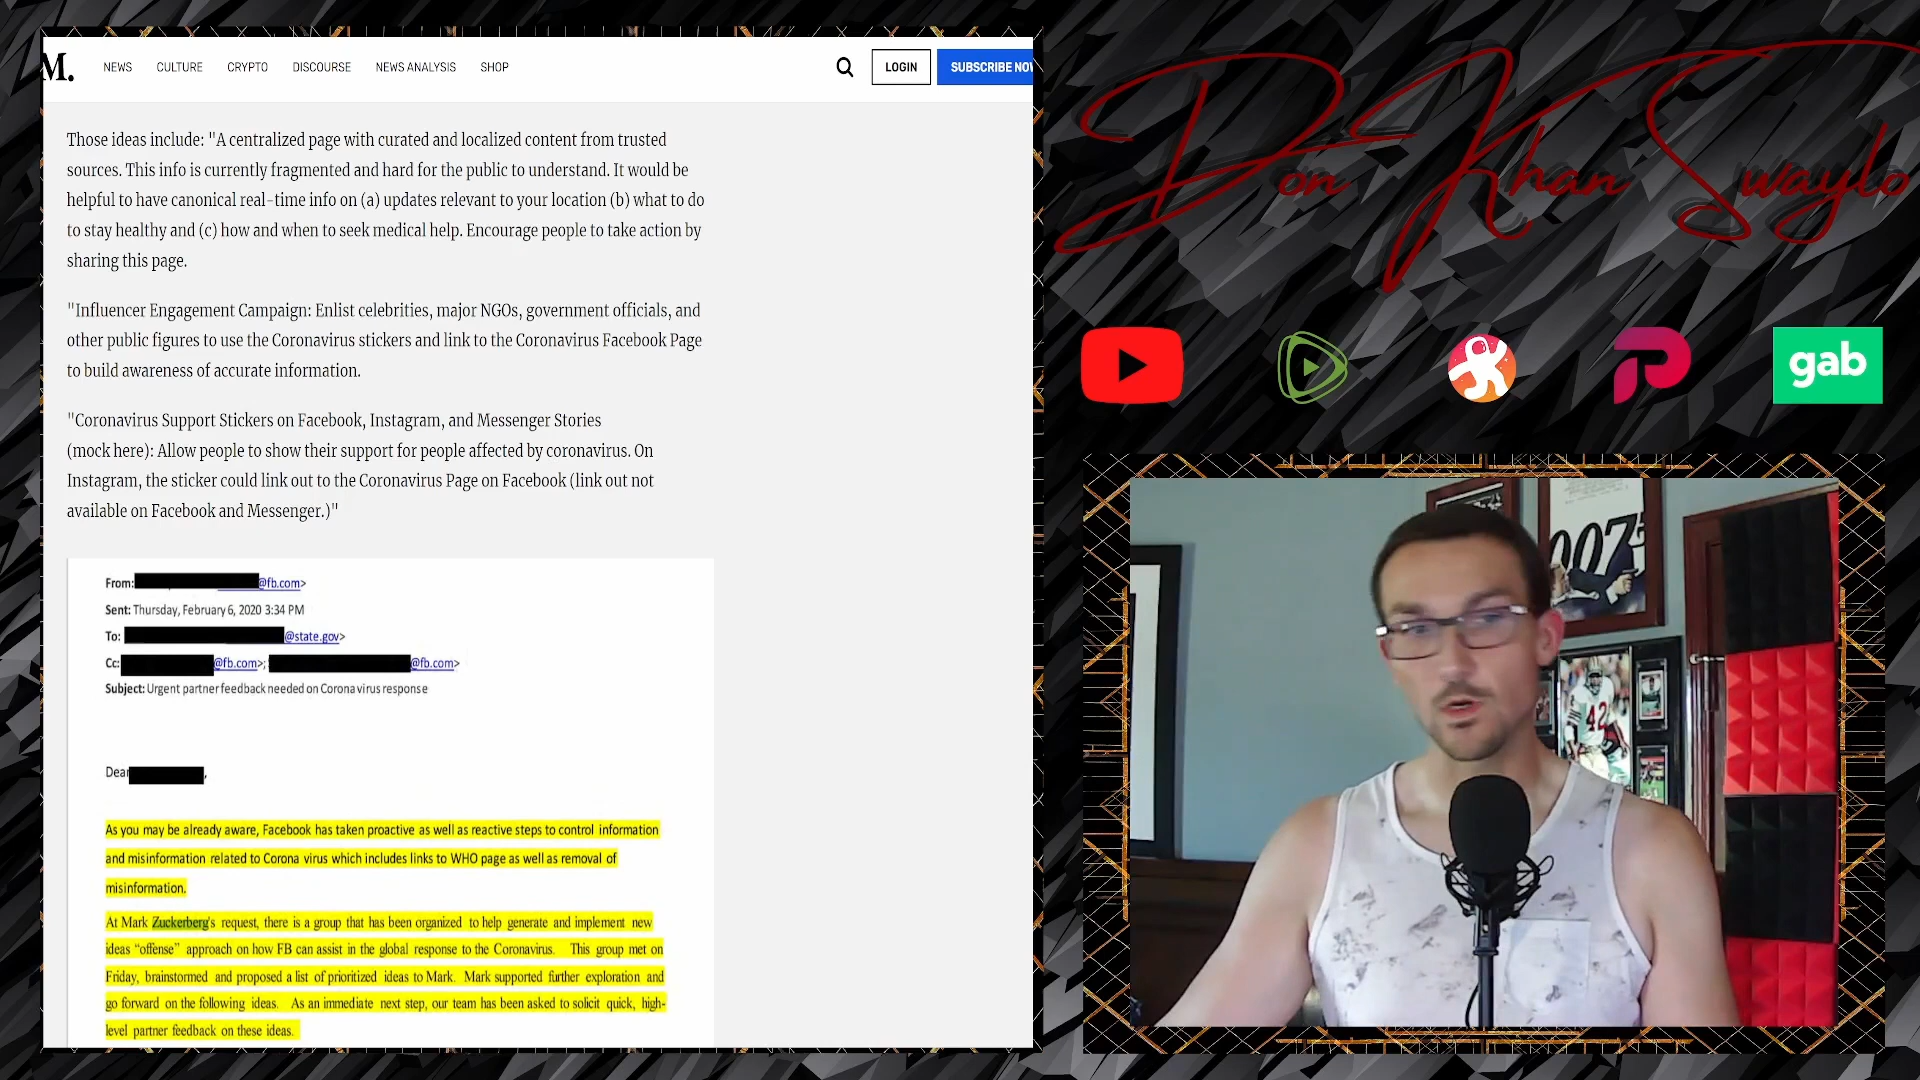 M.
NEWS
CULTURE
CRYPTO
DISCOURSE
NEWS ANALYSIS
SHOP
LOGIN
SUBSCRIBE NOW
Those ideas include: "A centralized page with curated and localized content from trusted
sources. This info is currently fragmented and hard for the public to understand. It would be
helpful to have canonical real-time info on (a) updates relevant to your location (b) what to do
to stay healthy and (c) how and when to seek medical help. Encourage people to take action by
sharing this page.
"Influencer Engagement Campaign: Enlist celebrities, major NGOs, government officials, and
other public figures to use the Coronavirus stickers and link to the Coronavirus Facebook Page
to build awareness of accurate information.
"Coronavirus Support Stickers on Facebook, Instagram, and Messenger Stories
(mock here): Allow people to show their support for people affected by coronavirus. On
Instagram, the sticker could link out to the Coronavirus Page on Facebook (link out not
available on Facebook and Messenger.)"
From: @fb.com>
Sent: Thursday, February 6, 2020 3:34 PM
To: @state.gov>
Cc: @fb.com>; @fb.com>
Subject: Urgent partner feedback needed on Corona virus response
Dear ,
As you may be already aware, Facebook has taken proactive as well as reactive steps to control information
and misinformation related to Corona virus which includes links to WHO page as well as removal of
misinformation.
At Mark Zuckerberg's request, there is a group that has been organized to help generate and implement new
ideas “offense” approach on how FB can assist in the global response to the Coronavirus. This group met on
Friday, brainstormed and proposed a list of prioritized ideas to Mark. Mark supported further exploration and
go forward on the following ideas. As an immediate next step, our team has been asked to solicit quick, high-
level partner feedback on these ideas.
Don Khan Swaylo
gab
007
42